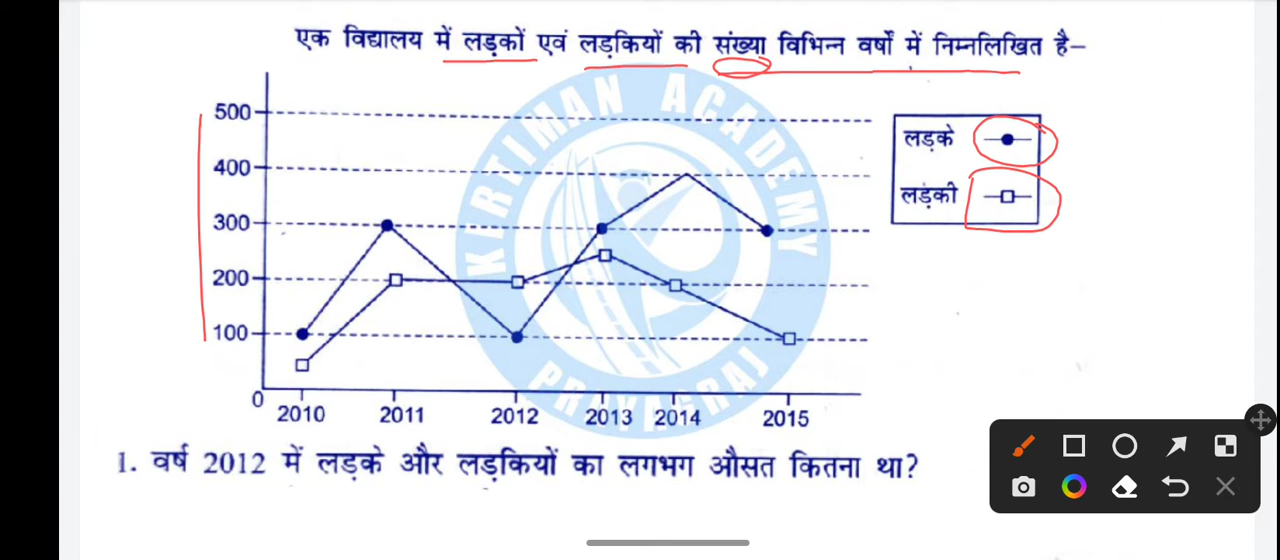 एक विद्यालय में लड़कों एवं लड़कियों की संख्या विभिन्न वर्षों में निम्नलिखित है–
500
400
300
200
100
0
2010 2011 2012 2013 2014 2015
लड़के
लड़की
KIRTIMAN ACADEMY
PRAYAGRAJ
1. वर्ष 2012 में लड़के और लड़कियों का लगभग औसत कितना था?